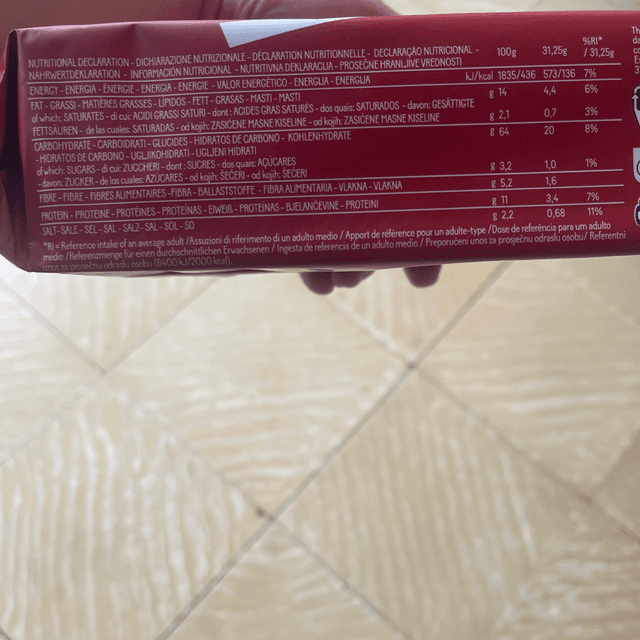 NUTRITIONAL DECLARATION - DICHIARAZIONE NUTRIZIONALE - DÉCLARATION NUTRITIONNELLE - DECLARAÇÃO NUTRICIONAL - 100g 31,25g %RI* / 31,25g
NÄHRWERTDEKLARATION - INFORMACIÓN NUTRICIONAL - NUTRITIVNA DEKLARACIJA - PROSEČNE HRANLJIVE VREDNOSTI
ENERGY - ENERGIA - ÉNERGIE - ENERGIA - ENERGIE - VALOR ENERGÉTICO - ENERGIJA - ENERGIJA kJ/kcal 1835/436 573/136 7%
FAT - GRASSI - MATIÈRES GRASSES - LÍPIDOS - FETT - GRASAS - MASTI - MASTI g 14 4,4 6%
of which: SATURATES - di cui: ACIDI GRASSI SATURI - dont : ACIDES GRAS SATURÉS - dos quais: SATURADOS - davon: GESÄTTIGTE
FETTSÄUREN - de las cuales: SATURADAS - od kojih: ZASIĆENE MASNE KISELINE - od kojih: ZASIĆENE MASNE KISELINE g 2,1 0,7 3%
CARBOHYDRATE - CARBOIDRATI - GLUCIDES - HIDRATOS DE CARBONO - KOHLENHYDRATE g 64 20 8%
- HIDRATOS DE CARBONO - UGLJIKOHIDRATI - UGLJENI HIDRATI
of which: SUGARS - di cui: ZUCCHERI - dont : SUCRES - dos quais: AÇÚCARES
- davon: ZUCKER - de los cuales: AZÚCARES - od kojih: ŠEĆERI - od kojih: ŠEĆERI g 3,2 1,0 1%
FIBRE - FIBRE - FIBRES ALIMENTAIRES - FIBRA - BALLASTSTOFFE - FIBRA ALIMENTARIA - VLAKNA - VLAKNA g 5,2 1,6
PROTEIN - PROTEINE - PROTÉINES - PROTEÍNAS - EIWEIß - PROTEÍNAS - BJELANČEVINE - PROTEINI g 11 3,4 7%
SALT - SALE - SEL - SAL - SALZ - SAL - SOL - SO g 2,2 0,68 11%
*RI = Reference intake of an average adult /Assunzioni di riferimento di un adulto medio / Apport de référence pour un adulte-type / Dose de referência para um adulto
médio / Referenzmenge für einen durchschnittlichen Erwachsenen / Ingesta de referencia de un adulto medio / Preporučeni unos za prosječnu odraslu osobu/ Referentni
unos za prosečnu odraslu osobu (8400 kJ/2000 kcal).